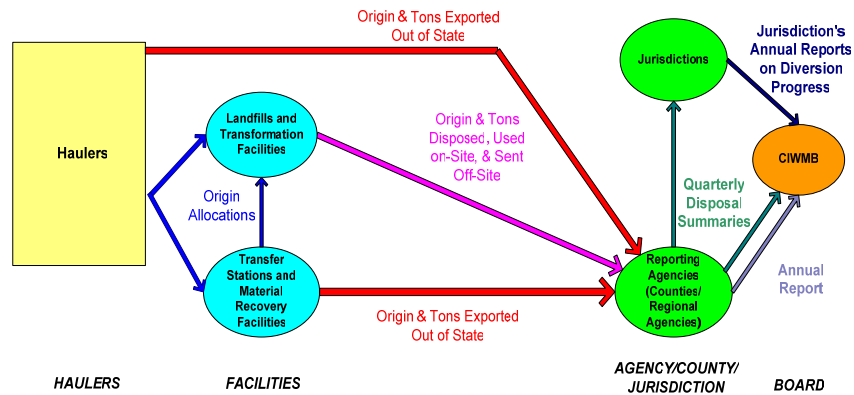 Origin & Tons Exported
Out of State
Jurisdiction's
Annual Reports
on Diversion
Progress
Jurisdictions
Haulers
Landfills and
Transformation
Facilities
Origin & Tons
Disposed, Used
on-Site, & Sent
Off-Site
CIWMB
Origin
Allocations
Quarterly
Disposal
Summaries
Transfer
Stations and
Material
Recovery
Facilities
Reporting
Agencies
(Counties/
Regional
Agencies)
Annual
Report
Origin & Tons Exported
Out of State
HAULERS
FACILITIES
AGENCY/COUNTY/
JURISDICTION
BOARD